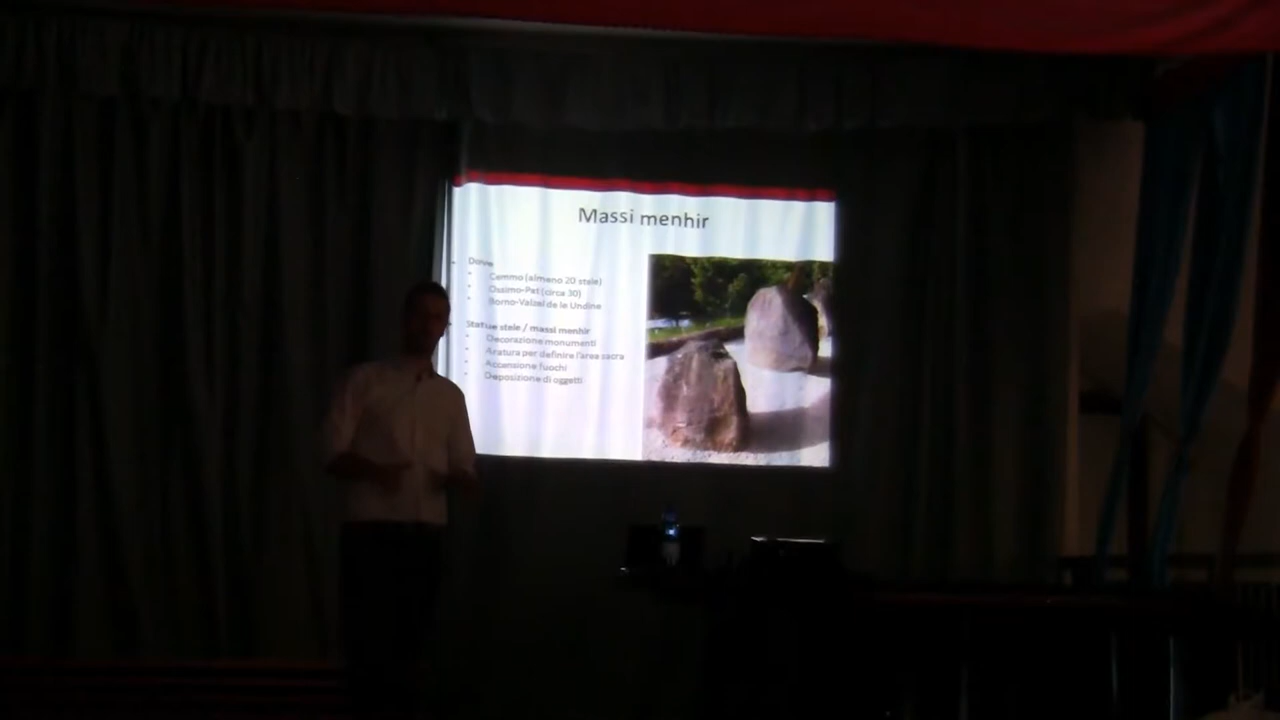 Massi menhir
Dove
Cemmo (almeno 20 stele)
Ossimo-Pat (circa 30)
Borno-Valzel de le Undine
Statue stele / massi menhir
Decorazione monumenti
Aratura per definire l'area sacra
Accensione fuochi
Deposizione di oggetti